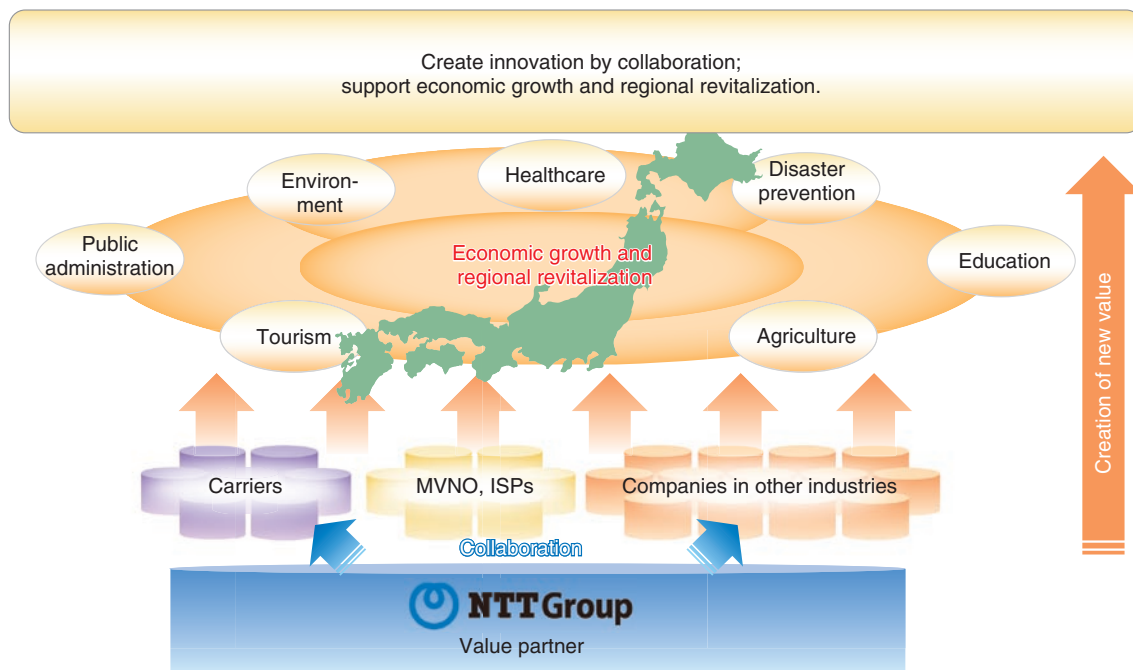 Create innovation by collaboration;
support economic growth and regional revitalization.
Environ-
ment
Healthcare
Disaster
prevention
Public
administration
Economic growth and
regional revitalization
Education
Tourism
Agriculture
Creation of new value
Carriers
MVNO, ISPs
Companies in other industries
Collaboration
NTT Group
Value partner